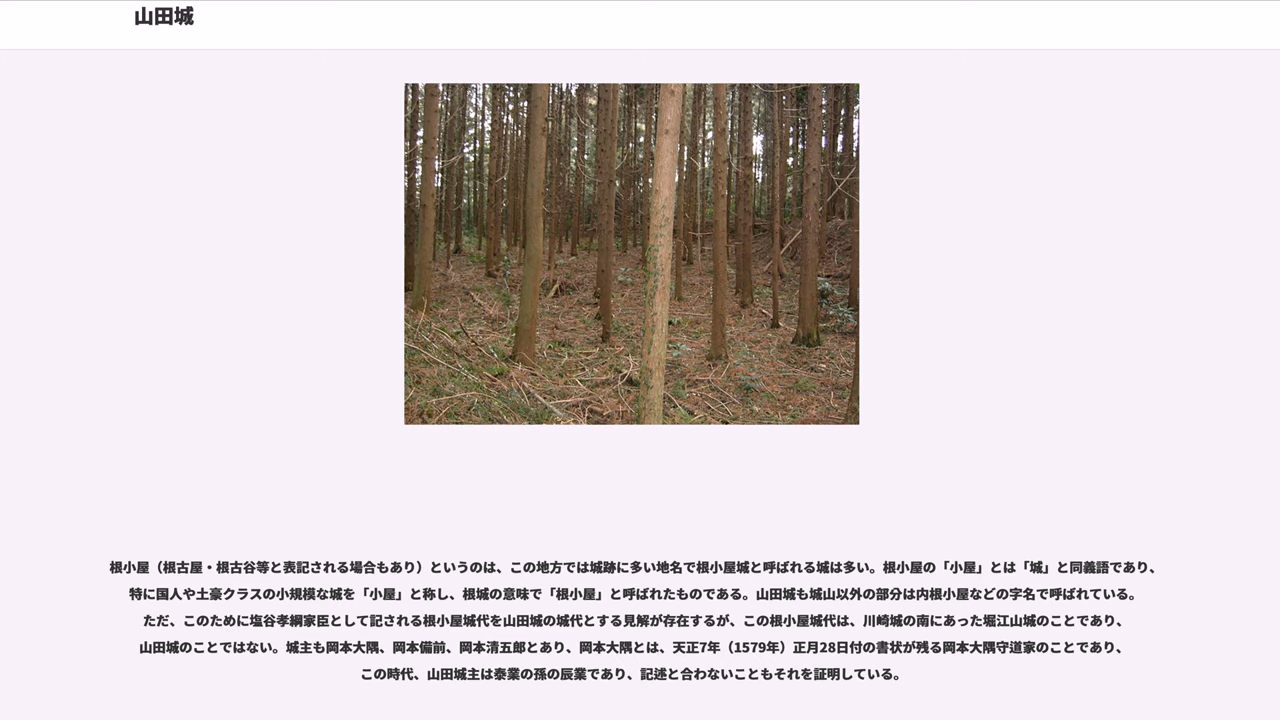 山田城
根小屋（根古屋・根古谷等と表記される場合もあり）というのは、この地方では城跡に多い地名で根小屋城と呼ばれる城は多い。根小屋の「小屋」とは「城」と同義語であり、
特に国人や土豪クラスの小規模な城を「小屋」と称し、根城の意味で「根小屋」と呼ばれたものである。山田城も城山以外の部分は内根小屋などの字名で呼ばれている。
ただ、このために塩谷孝綱家臣として記される根小屋城代を山田城の城代とする見解が存在するが、この根小屋城代は、川崎城の南にあった堀江山城のことであり、
山田城のことではない。城主も岡本大隅、岡本備前、岡本清五郎とあり、岡本大隅とは、天正7年（1579年）正月28日付の書状が残る岡本大隅守道家のことであり、
この時代、山田城主は泰業の孫の辰業であり、記述と合わないこともそれを証明している。